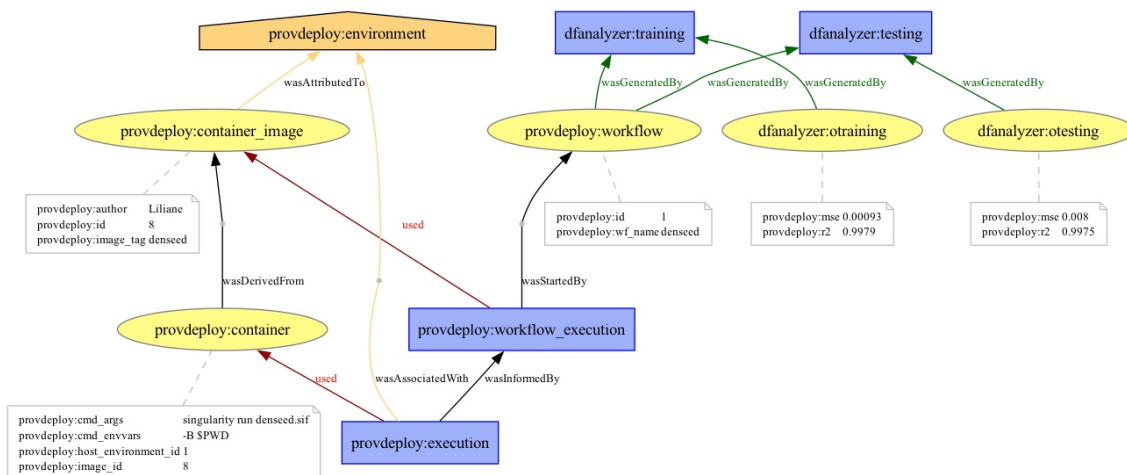 provdeploy:environment
dfanalyzer:training
dfanalyzer:testing
wasAttributedTo
wasGeneratedBy
wasGeneratedBy
wasGeneratedBy
wasGeneratedBy
provdeploy:container_image
provdeploy:workflow
dfanalyzer:otraining
dfanalyzer:otesting
provdeploy:author Liliane
provdeploy:id 8
provdeploy:image_tag denseed
provdeploy:id 1
provdeploy:wf_name denseed
provdeploy:mse 0.00093
provdeploy:r2 0.9979
provdeploy:mse 0.008
provdeploy:r2 0.9975
used
wasDerivedFrom
wasStartedBy
provdeploy:container
provdeploy:workflow_execution
used
wasAssociatedWith
wasInformedBy
provdeploy:cmd_args singularity run denseed.sif
provdeploy:cmd_envvars -B $PWD
provdeploy:host_environment_id 1
provdeploy:image_id 8
provdeploy:execution